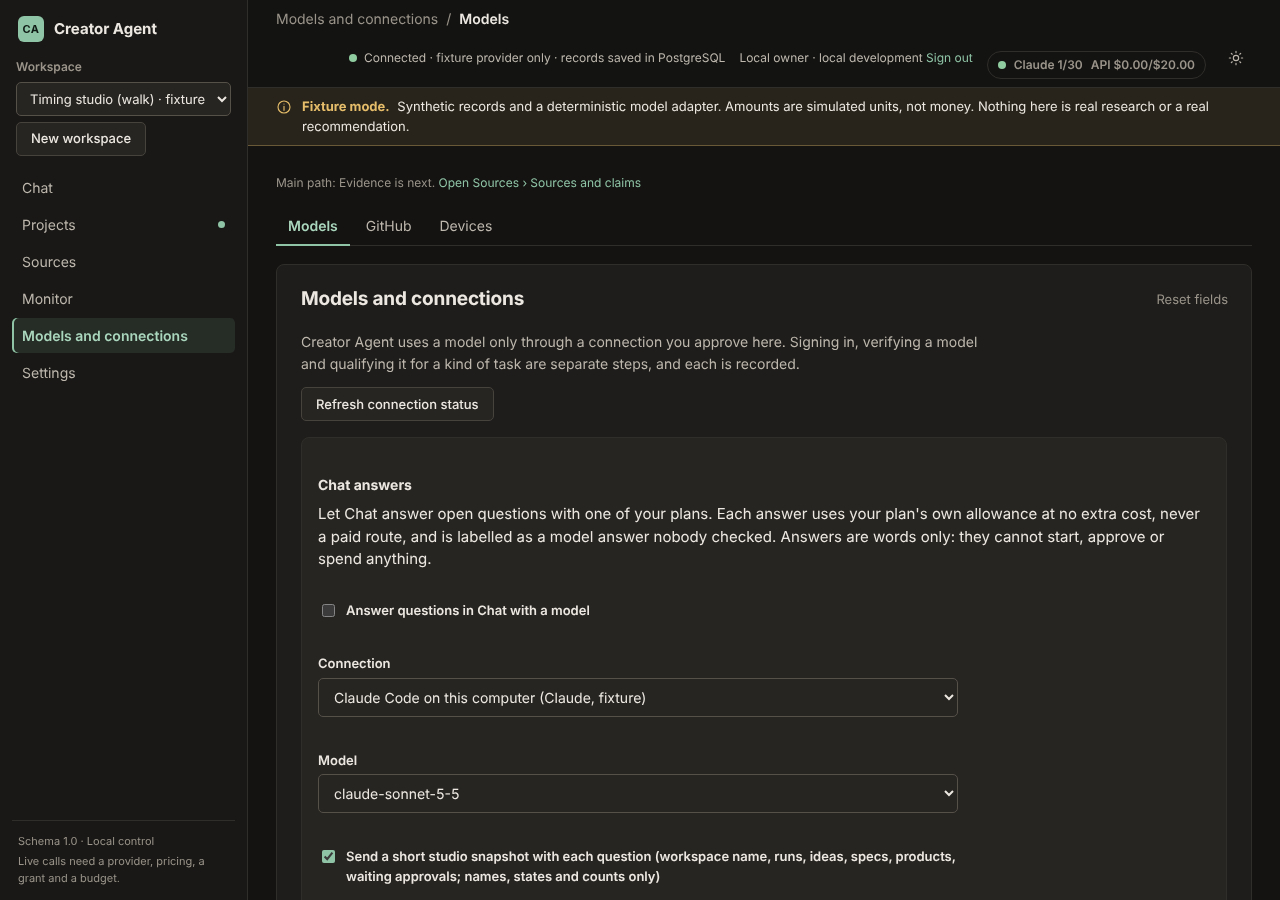 CA Creator Agent
Workspace
Timing studio (walk) · fixture
New workspace
Chat
Projects
Sources
Monitor
Models and connections
Settings
Schema 1.0 · Local control
Live calls need a provider, pricing, a
grant and a budget.
Models and connections / Models
Connected · fixture provider only · records saved in PostgreSQL Local owner · local development Sign out Claude 1/30 API $0.00/$20.00
Fixture mode. Synthetic records and a deterministic model adapter. Amounts are simulated units, not money. Nothing here is real research or a real
recommendation.
Main path: Evidence is next. Open Sources › Sources and claims
Models GitHub Devices
Models and connections Reset fields
Creator Agent uses a model only through a connection you approve here. Signing in, verifying a model
and qualifying it for a kind of task are separate steps, and each is recorded.
Refresh connection status
Chat answers
Let Chat answer open questions with one of your plans. Each answer uses your plan's own allowance at no extra cost, never
a paid route, and is labelled as a model answer nobody checked. Answers are words only: they cannot start, approve or
spend anything.
Answer questions in Chat with a model
Connection
Claude Code on this computer (Claude, fixture)
Model
claude-sonnet-5-5
Send a short studio snapshot with each question (workspace name, runs, ideas, specs, products,
waiting approvals; names, states and counts only)